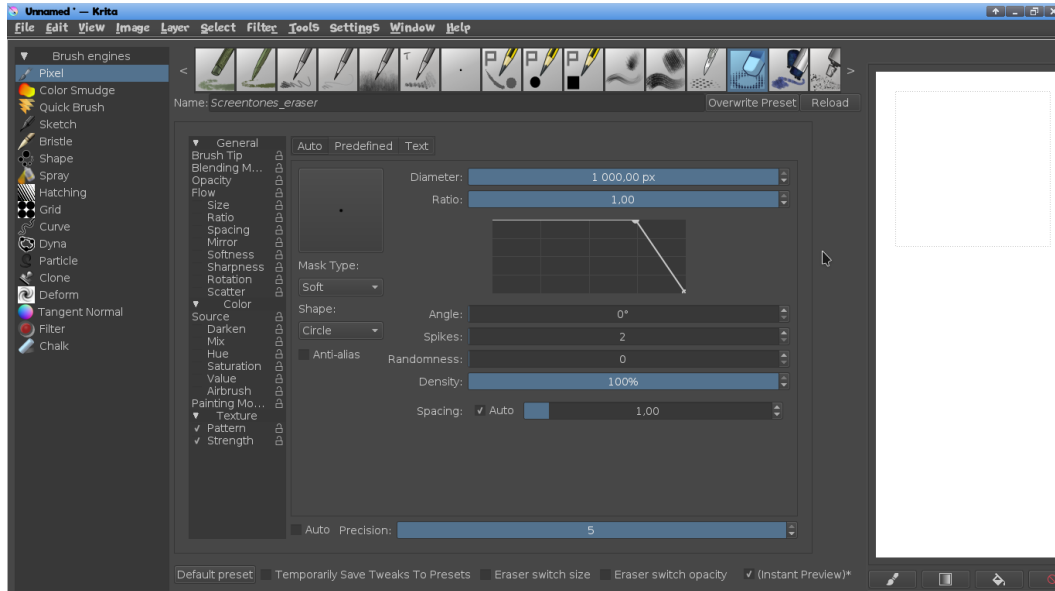 Unnamed * — Krita
File Edit View Image Layer Select Filter Tools Settings Window Help
Brush engines
Pixel
Color Smudge
Quick Brush
Sketch
Bristle
Shape
Spray
Hatching
Grid
Curve
Dyna
Particle
Clone
Deform
Tangent Normal
Filter
Chalk
Name: Screentones_eraser
Overwrite Preset Reload
General
Brush Tip
Blending M...
Opacity
Flow
Size
Ratio
Spacing
Mirror
Softness
Sharpness
Rotation
Scatter
Color
Source
Darken
Mix
Hue
Saturation
Value
Airbrush
Painting Mo...
Texture
Pattern
Strength
Auto Predefined Text
Diameter: 1 000,00 px
Ratio: 1,00
Mask Type:
Soft
Shape:
Circle
Anti-alias
Angle: 0°
Spikes: 2
Randomness: 0
Density: 100%
Spacing: Auto 1,00
Auto Precision: 5
Default preset Temporarily Save Tweaks To Presets Eraser switch size Eraser switch opacity (Instant Preview)*